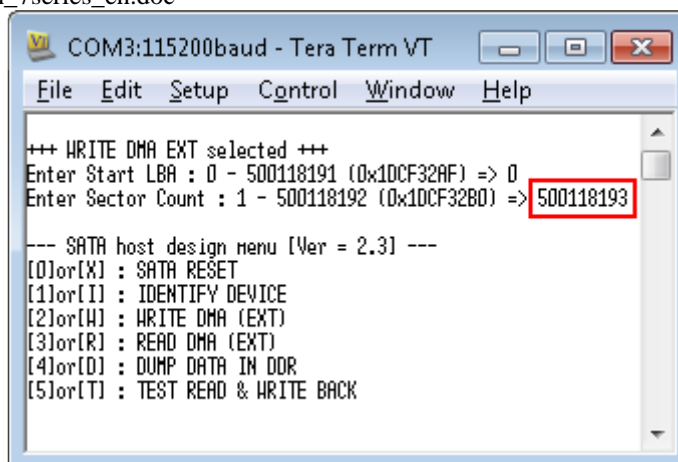 _7series_en.doc
COM3:115200baud - Tera Term VT
File Edit Setup Control Window Help
+++ WRITE DMA EXT selected +++
Enter Start LBA : 0 - 500118191 (0x1DCF32AF) => 0
Enter Sector Count : 1 - 500118192 (0x1DCF32B0) => 500118193
--- SATA host design menu [Ver = 2.3] ---
[0]or[X] : SATA RESET
[1]or[I] : IDENTIFY DEVICE
[2]or[W] : WRITE DMA (EXT)
[3]or[R] : READ DMA (EXT)
[4]or[D] : DUMP DATA IN DDR
[5]or[T] : TEST READ & WRITE BACK